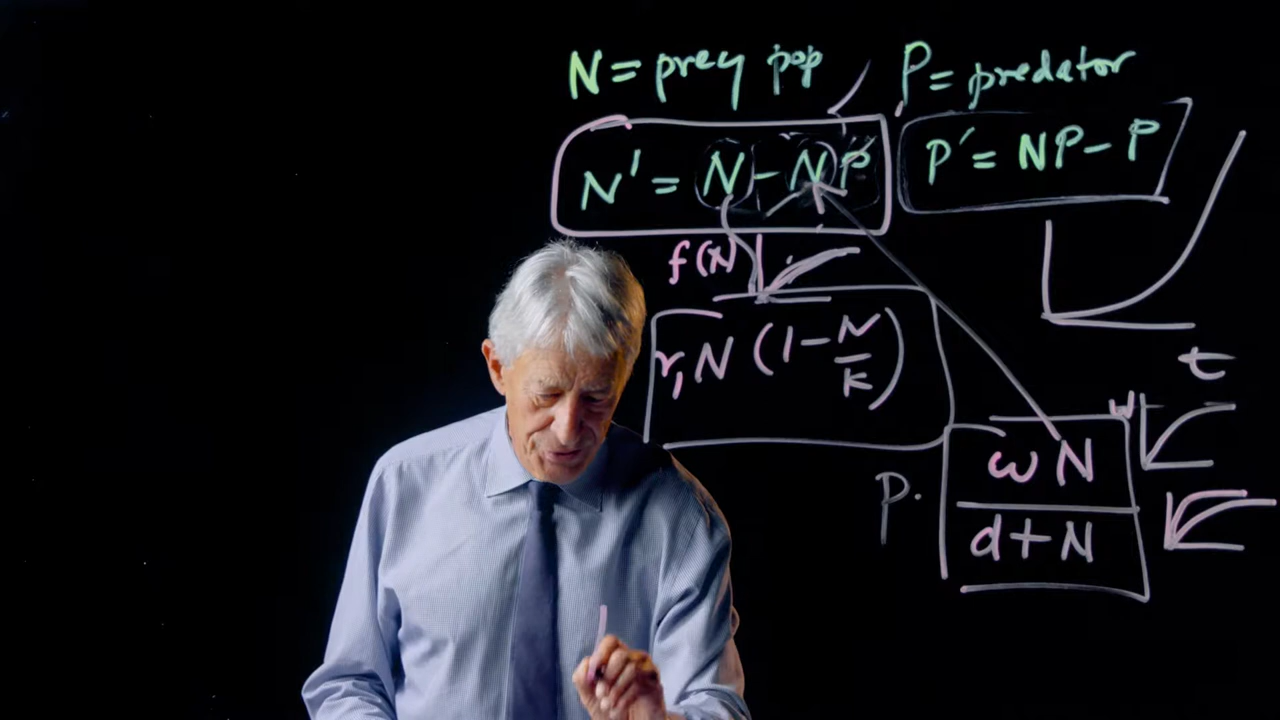 N = prey pop P = predator
N' = N - NP P' = NP - P
f(N)
r₁N (1 - N/K)
t
w
P. ωN/d+N